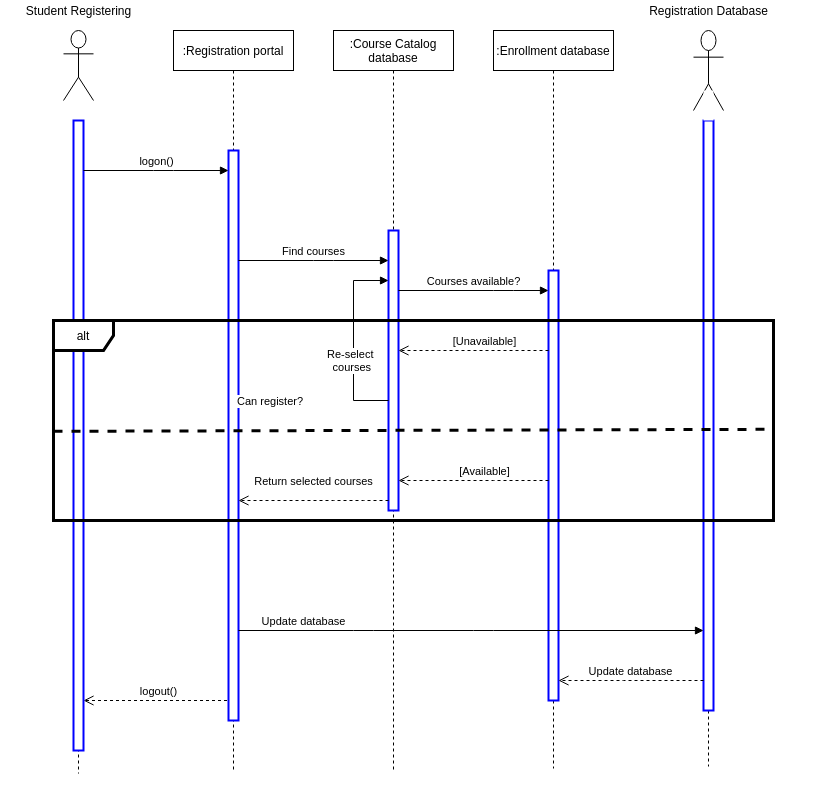 Student Registering
Registration Database
:Registration portal
:Course Catalog
database
:Enrollment database
logon()
Find courses
Courses available?
alt
[Unavailable]
Re-select
courses
Can register?
[Available]
Return selected courses
Update database
Update database
logout()